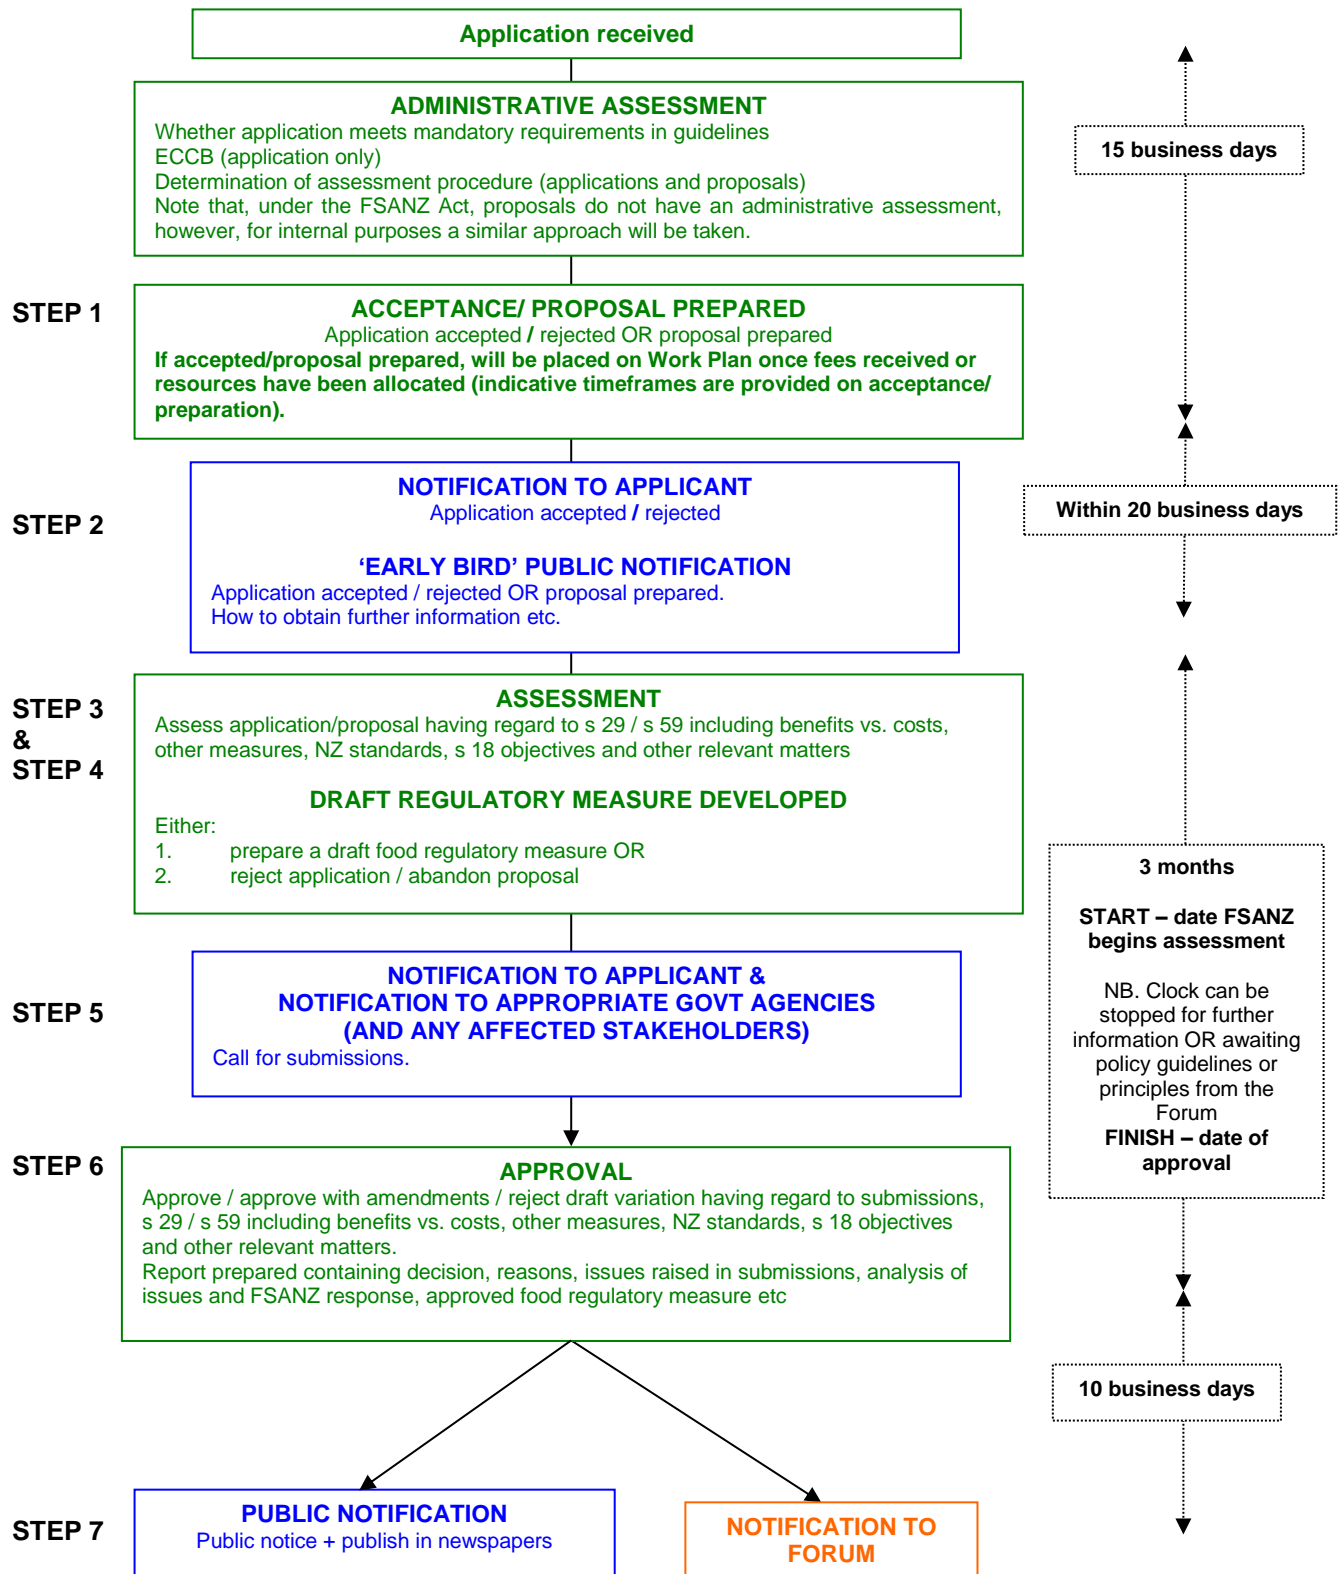 Application received
ADMINISTRATIVE ASSESSMENT
Whether application meets mandatory requirements in guidelines
ECCB (application only)
Determination of assessment procedure (applications and proposals)
Note that, under the FSANZ Act, proposals do not have an administrative assessment,
however, for internal purposes a similar approach will be taken.
15 business days
STEP 1
ACCEPTANCE/ PROPOSAL PREPARED
Application accepted / rejected OR proposal prepared
If accepted/proposal prepared, will be placed on Work Plan once fees received or
resources have been allocated (indicative timeframes are provided on acceptance/
preparation).
STEP 2
NOTIFICATION TO APPLICANT
Application accepted / rejected
‘EARLY BIRD’ PUBLIC NOTIFICATION
Application accepted / rejected OR proposal prepared.
How to obtain further information etc.
Within 20 business days
STEP 3
&
STEP 4
ASSESSMENT
Assess application/proposal having regard to s 29 / s 59 including benefits vs. costs,
other measures, NZ standards, s 18 objectives and other relevant matters
DRAFT REGULATORY MEASURE DEVELOPED
Either:
1. prepare a draft food regulatory measure OR
2. reject application / abandon proposal
3 months
START – date FSANZ
begins assessment
NB. Clock can be
stopped for further
information OR awaiting
policy guidelines or
principles from the
Forum
FINISH – date of
approval
STEP 5
NOTIFICATION TO APPLICANT &
NOTIFICATION TO APPROPRIATE GOVT AGENCIES
(AND ANY AFFECTED STAKEHOLDERS)
Call for submissions.
STEP 6
APPROVAL
Approve / approve with amendments / reject draft variation having regard to submissions,
s 29 / s 59 including benefits vs. costs, other measures, NZ standards, s 18 objectives
and other relevant matters.
Report prepared containing decision, reasons, issues raised in submissions, analysis of
issues and FSANZ response, approved food regulatory measure etc
10 business days
STEP 7
PUBLIC NOTIFICATION
Public notice + publish in newspapers
NOTIFICATION TO
FORUM